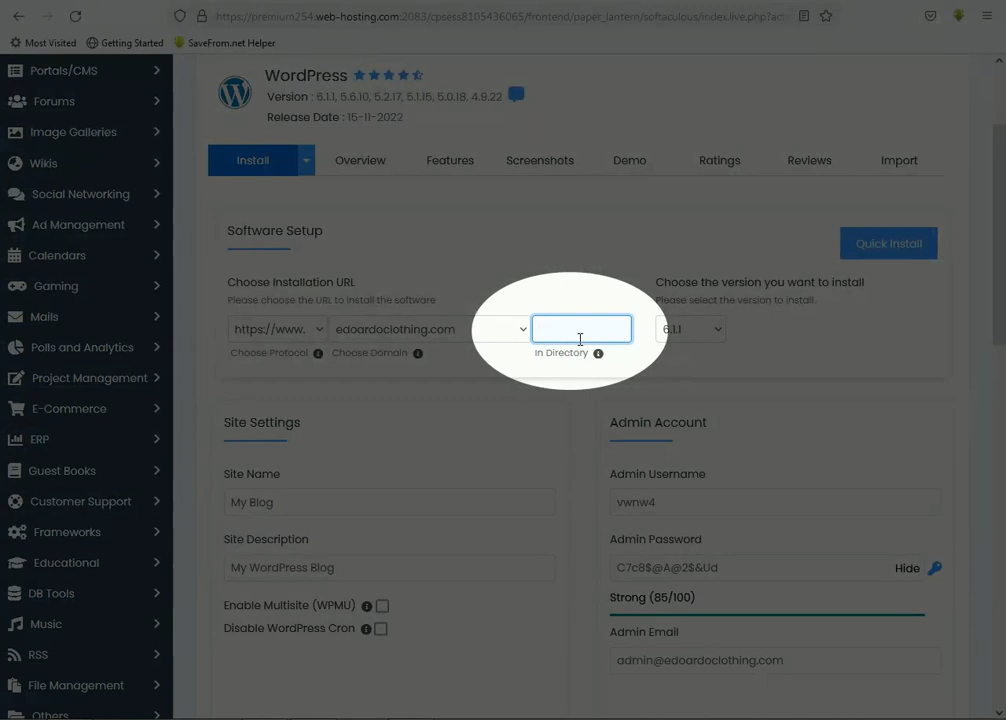 https://premium254.web-hosting.com:2083/cpsess8105436065/frontend/paper_lantern/softaculous/index.live.php?act
Most Visited
Getting Started
SaveFrom.net Helper
Portals/CMS
Forums
Image Galleries
Wikis
Social Networking
Ad Management
Calendars
Gaming
Mails
Polls and Analytics
Project Management
E-Commerce
ERP
Guest Books
Customer Support
Frameworks
Educational
DB Tools
Music
RSS
File Management
Others
WordPress
Version : 6.1.1, 5.5.10, 5.2.17, 5.1.15, 5.0.18, 4.9.22
Release Date : 15-11-2022
Install
Overview
Features
Screenshots
Demo
Ratings
Reviews
Import
Software Setup
Quick Install
Choose Installation URL
Please choose the URL to install the software
https://www.
edoardoclothing.com
Choose Protocol
Choose Domain
In Directory
Choose the version you want to install
Please select the version to install.
6.1.1
Site Settings
Site Name
My Blog
Site Description
My WordPress Blog
Enable Multisite (WPMU)
Disable WordPress Cron
Admin Account
Admin Username
vwnw4
Admin Password
C7c8$@A@2$&Ud
Hide
Strong (85/100)
Admin Email
admin@edoardoclothing.com